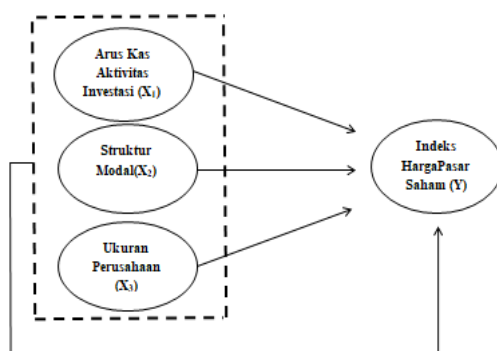 Arus Kas
Aktivitas
Investasi (X₁)
Struktur
Modal(X₂)
Ukuran
Perusahaan
(X₃)
Indeks
HargaPasar
Saham (Y)